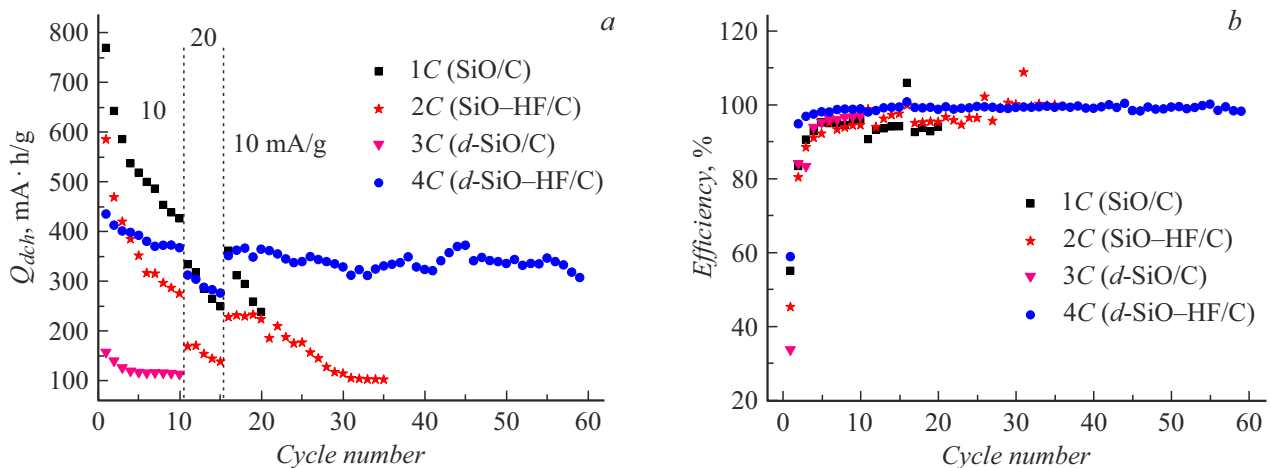 a
800
700
600
500
400
300
200
100
Q_dch, mA · h/g
10
20
10 mA/g
1C (SiO/C)
2C (SiO–HF/C)
3C (d-SiO/C)
4C (d-SiO–HF/C)
0 10 20 30 40 50 60
Cycle number
b
120
100
80
60
40
20
Efficiency, %
1C (SiO/C)
2C (SiO–HF/C)
3C (d-SiO/C)
4C (d-SiO–HF/C)
0 10 20 30 40 50 60
Cycle number